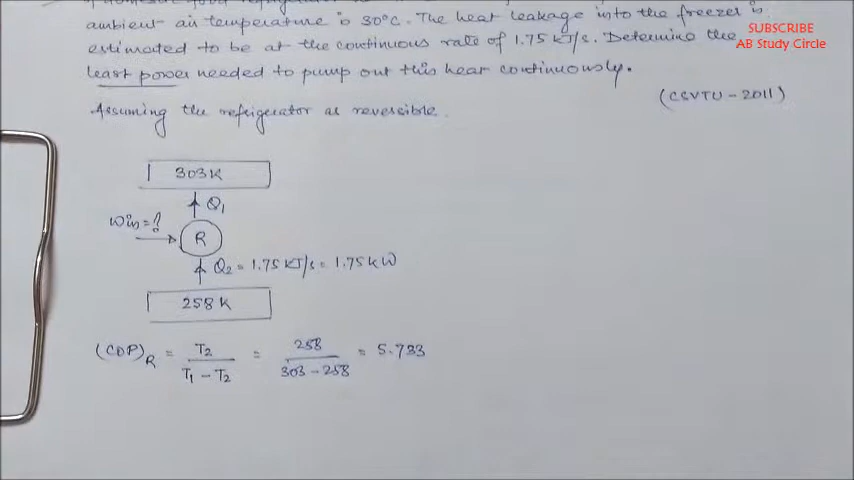 ambient air temperature is 30°C. The heat leakage into the freezer is
estimated to be at the continuous rate of 1.75 kJ/s. Determine the
least power needed to pump out this heat continuously.
(CSVTU - 2011)
Assuming the refrigerator as reversible.
SUBSCRIBE
AB Study Circle
303K
Q1
Win = ?
R
Q2 = 1.75 kJ/s = 1.75 kW
258 K
(COP)R = T2 / T1 - T2 = 258 / 303 - 258 = 5.733